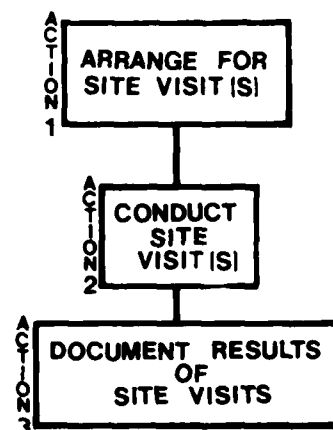 ACTION 1
ARRANGE FOR
SITE VISIT(S)
ACTION 2
CONDUCT
SITE
VISIT(S)
ACTION 3
DOCUMENT RESULTS
OF
SITE VISITS